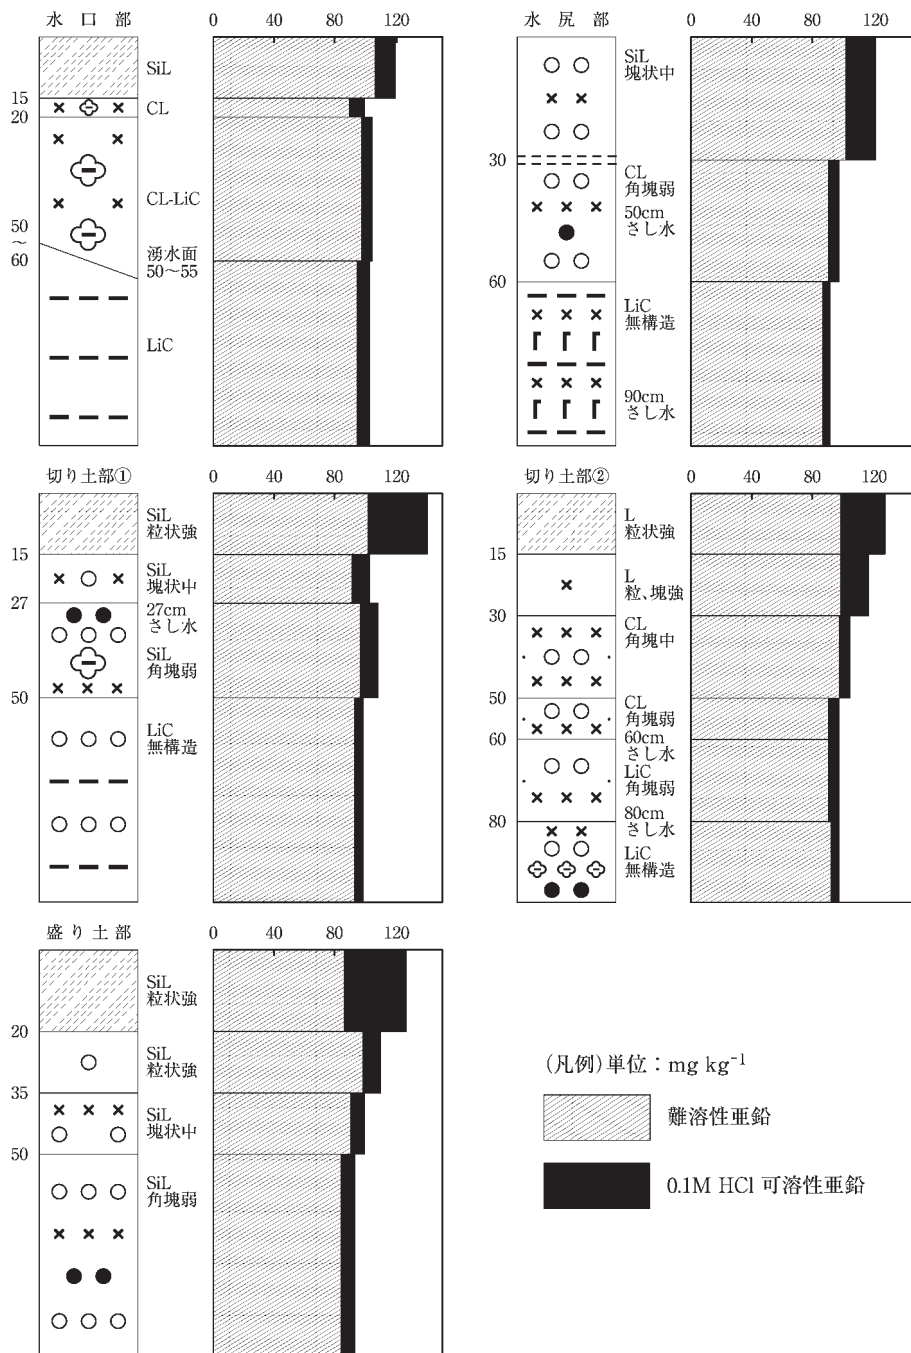 水口部
0 40 80 120
SiL
15
CL
20
CL-LiC
50
〜
60
湧水面
50〜55
LiC
水尻部
0 40 80 120
SiL
塊状中
30
CL
角塊弱
50cm
さし水
60
LiC
無構造
90cm
さし水
切り土部①
0 40 80 120
SiL
粒状強
15
SiL
塊状中
27
27cm
さし水
SiL
角塊弱
50
LiC
無構造
切り土部②
0 40 80 120
L
粒状強
15
L
粒、塊強
30
CL
角塊中
50
CL
角塊弱
60
60cm
さし水
LiC
角塊弱
80
80cm
さし水
LiC
無構造
盛り土部
0 40 80 120
SiL
粒状強
20
SiL
粒状強
35
SiL
塊状中
50
SiL
角塊弱
(凡例)単位：mg kg⁻¹
難溶性亜鉛
0.1M HCl 可溶性亜鉛